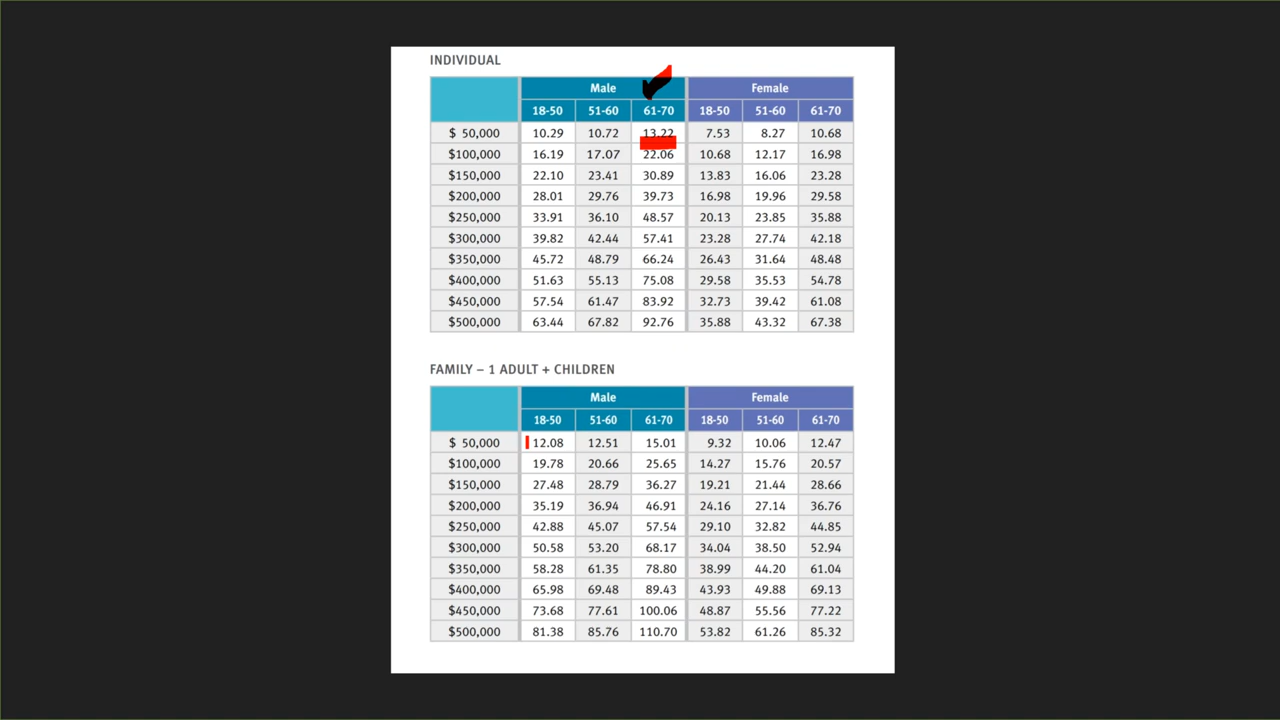 INDIVIDUAL
Male Female
18-50 51-60 61-70 18-50 51-60 61-70
$ 50,000 10.29 10.72 13.22 7.53 8.27 10.68
$100,000 16.19 17.07 22.06 10.68 12.17 16.98
$150,000 22.10 23.41 30.89 13.83 16.06 23.28
$200,000 28.01 29.76 39.73 16.98 19.96 29.58
$250,000 33.91 36.10 48.57 20.13 23.85 35.88
$300,000 39.82 42.44 57.41 23.28 27.74 42.18
$350,000 45.72 48.79 66.24 26.43 31.64 48.48
$400,000 51.63 55.13 75.08 29.58 35.53 54.78
$450,000 57.54 61.47 83.92 32.73 39.42 61.08
$500,000 63.44 67.82 92.76 35.88 43.32 67.38
FAMILY – 1 ADULT + CHILDREN
Male Female
18-50 51-60 61-70 18-50 51-60 61-70
$ 50,000 12.08 12.51 15.01 9.32 10.06 12.47
$100,000 19.78 20.66 25.65 14.27 15.76 20.57
$150,000 27.48 28.79 36.27 19.21 21.44 28.66
$200,000 35.19 36.94 46.91 24.16 27.14 36.76
$250,000 42.88 45.07 57.54 29.10 32.82 44.85
$300,000 50.58 53.20 68.17 34.04 38.50 52.94
$350,000 58.28 61.35 78.80 38.99 44.20 61.04
$400,000 65.98 69.48 89.43 43.93 49.88 69.13
$450,000 73.68 77.61 100.06 48.87 55.56 77.22
$500,000 81.38 85.76 110.70 53.82 61.26 85.32